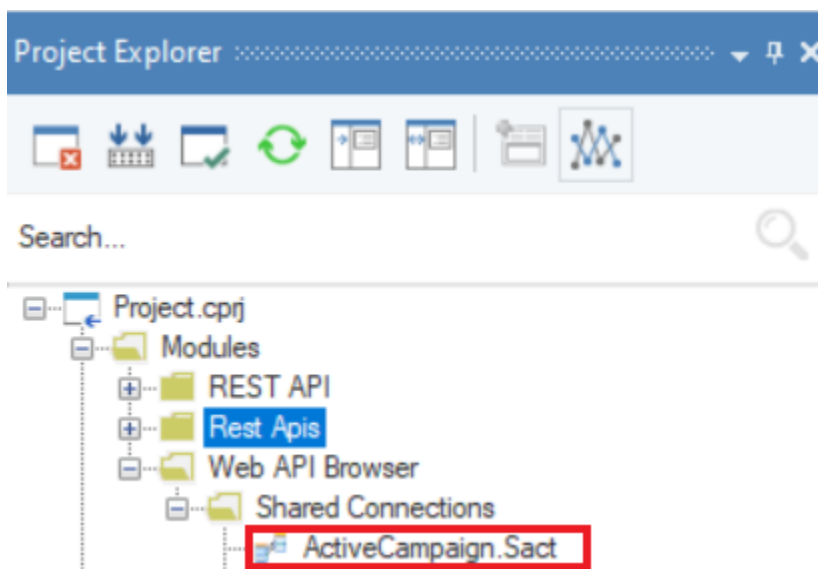 Project Explorer
Search...
Project.cprj
Modules
REST API
Rest Apis
Web API Browser
Shared Connections
ActiveCampaign.Sact